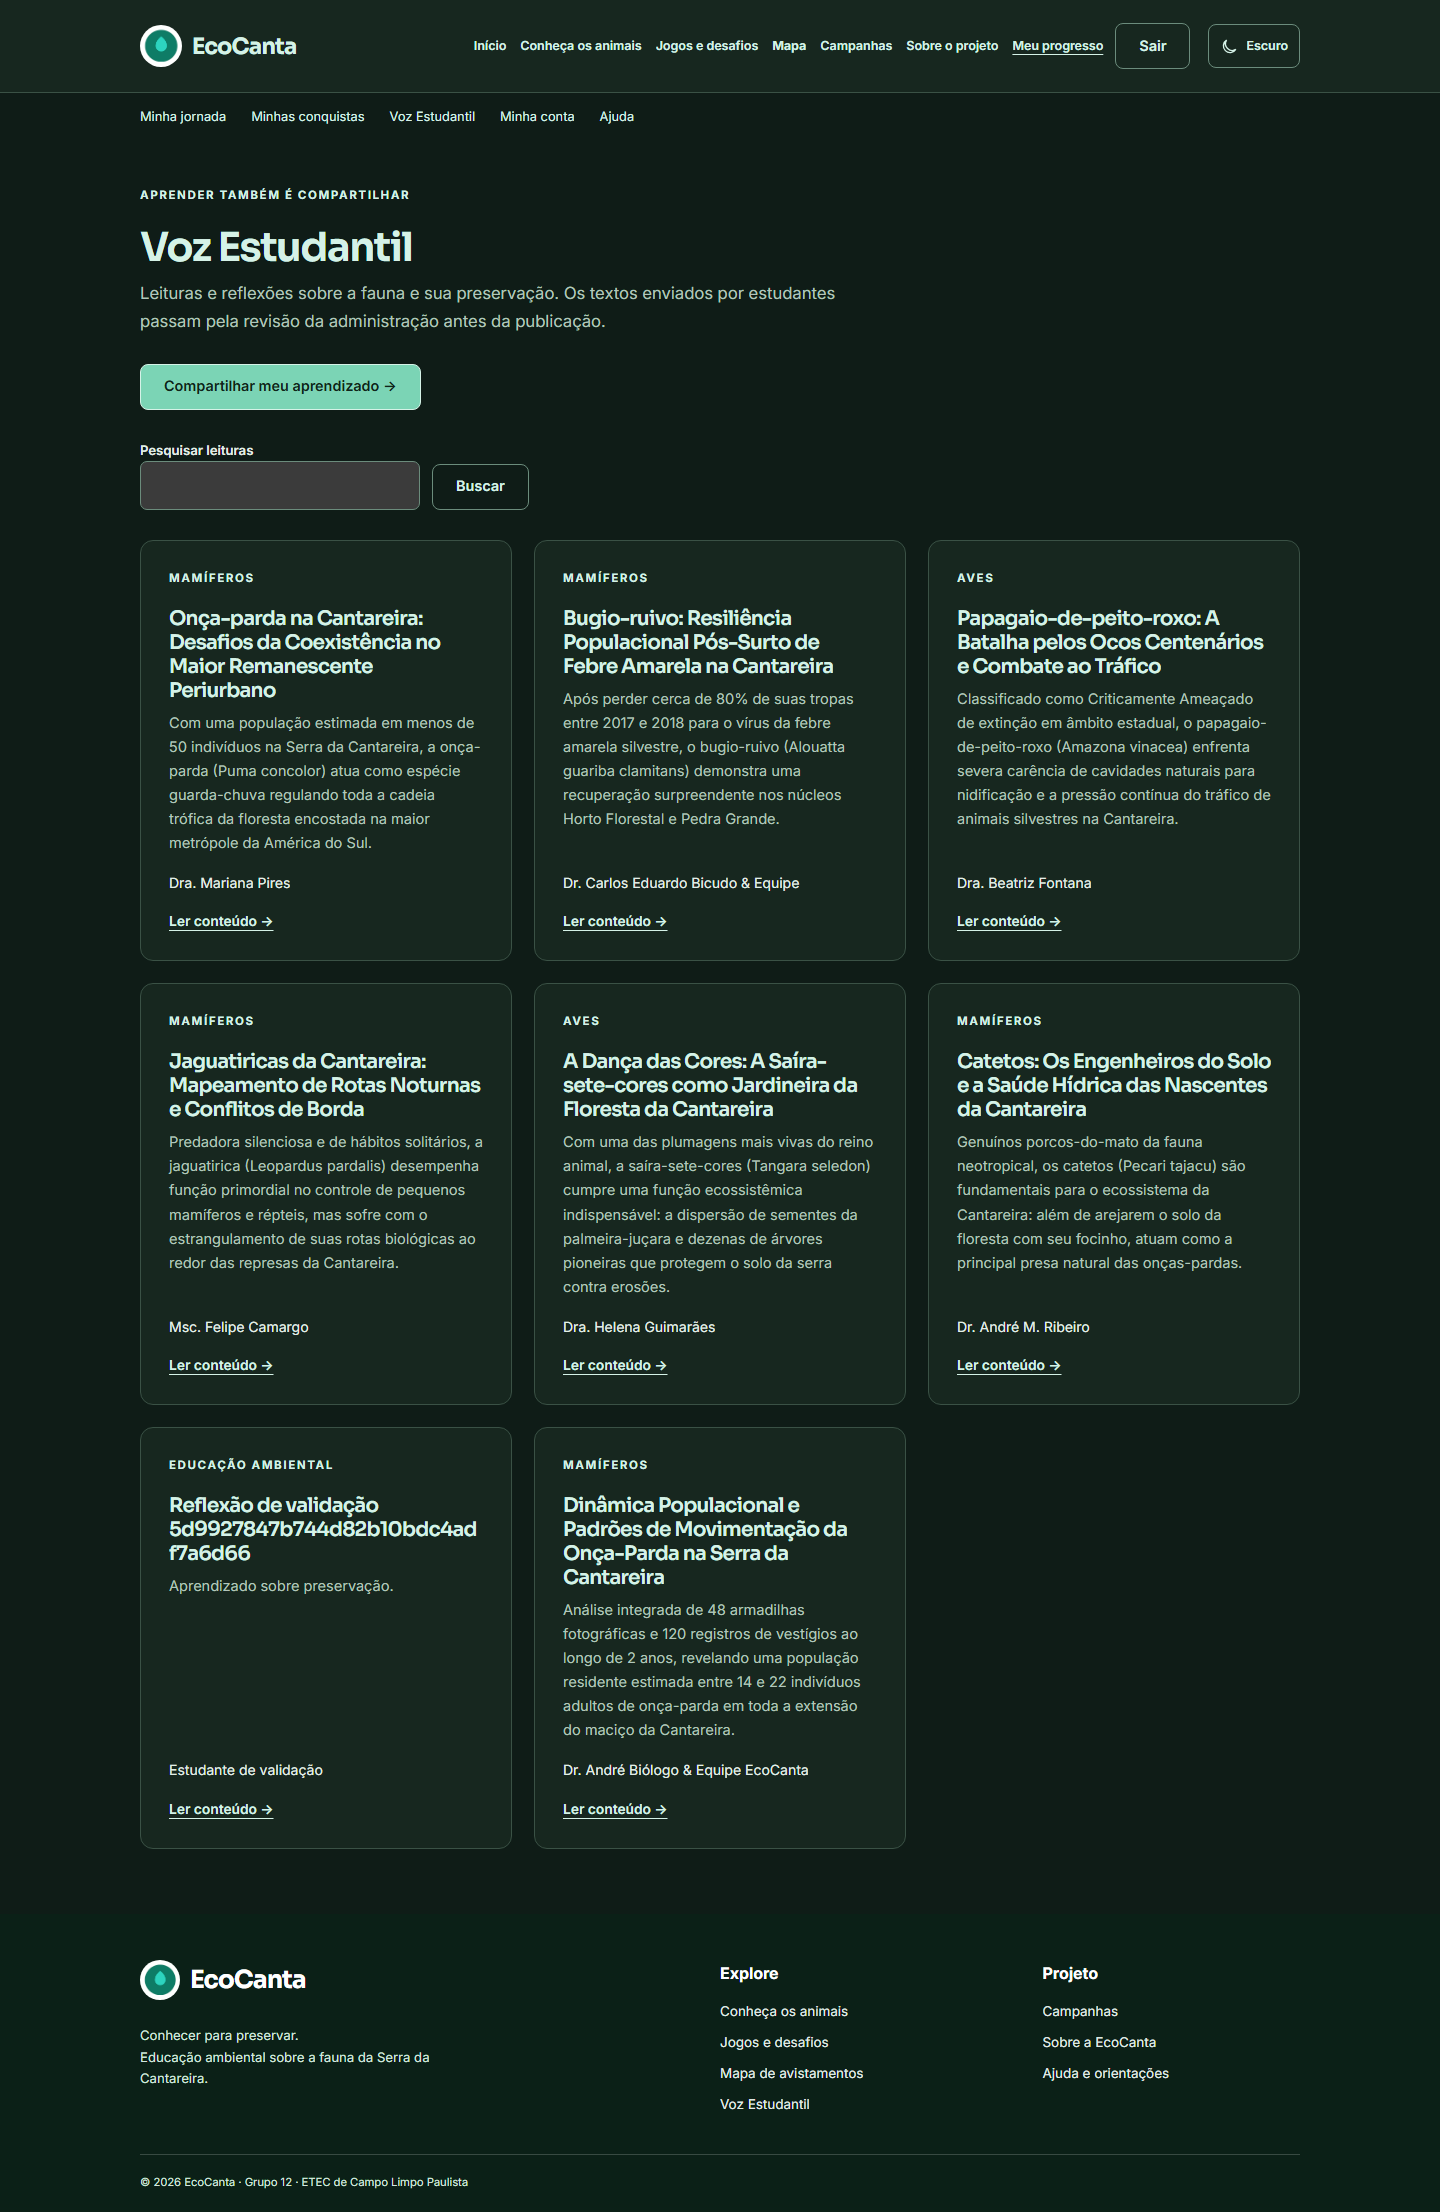 EcoCanta
Início Conheça os animais Jogos e desafios Mapa Campanhas Sobre o projeto Meu progresso Sair Escuro
Minha jornada Minhas conquistas Voz Estudantil Minha conta Ajuda
APRENDER TAMBÉM É COMPARTILHAR
Voz Estudantil
Leituras e reflexões sobre a fauna e sua preservação. Os textos enviados por estudantes
passam pela revisão da administração antes da publicação.
Compartilhar meu aprendizado →
Pesquisar leituras
Buscar
MAMÍFEROS
Onça-parda na Cantareira:
Desafios da Coexistência no
Maior Remanescente
Periurbano
Com uma população estimada em menos de
50 indivíduos na Serra da Cantareira, a onça-
parda (Puma concolor) atua como espécie
guarda-chuva regulando toda a cadeia
trófica da floresta encostada na maior
metrópole da América do Sul.
Dra. Mariana Pires
Ler conteúdo →
MAMÍFEROS
Bugio-ruivo: Resiliência
Populacional Pós-Surto de
Febre Amarela na Cantareira
Após perder cerca de 80% de suas tropas
entre 2017 e 2018 para o vírus da febre
amarela silvestre, o bugio-ruivo (Alouatta
guariba clamitans) demonstra uma
recuperação surpreendente nos núcleos
Horto Florestal e Pedra Grande.
Dr. Carlos Eduardo Bicudo & Equipe
Ler conteúdo →
AVES
Papagaio-de-peito-roxo: A
Batalha pelos Ocos Centenários
e Combate ao Tráfico
Classificado como Criticamente Ameaçado
de extinção em âmbito estadual, o papagaio-
de-peito-roxo (Amazona vinacea) enfrenta
severa carência de cavidades naturais para
nidificação e a pressão contínua do tráfico de
animais silvestres na Cantareira.
Dra. Beatriz Fontana
Ler conteúdo →
MAMÍFEROS
Jaguatiricas da Cantareira:
Mapeamento de Rotas Noturnas
e Conflitos de Borda
Predadora silenciosa e de hábitos solitários, a
jaguatirica (Leopardus pardalis) desempenha
função primordial no controle de pequenos
mamíferos e répteis, mas sofre com o
estrangulamento de suas rotas biológicas ao
redor das represas da Cantareira.
Msc. Felipe Camargo
Ler conteúdo →
AVES
A Dança das Cores: A Saíra-
sete-cores como Jardineira da
Floresta da Cantareira
Com uma das plumagens mais vivas do reino
animal, a saíra-sete-cores (Tangara seledon)
cumpre uma função ecossistêmica
indispensável: a dispersão de sementes da
palmeira-juçara e dezenas de árvores
pioneiras que protegem o solo da serra
contra erosões.
Dra. Helena Guimarães
Ler conteúdo →
MAMÍFEROS
Catetos: Os Engenheiros do Solo
e a Saúde Hídrica das Nascentes
da Cantareira
Genuínos porcos-do-mato da fauna
neotropical, os catetos (Pecari tajacu) são
fundamentais para o ecossistema da
Cantareira: além de arejarem o solo da
floresta com seu focinho, atuam como a
principal presa natural das onças-pardas.
Dr. André M. Ribeiro
Ler conteúdo →
EDUCAÇÃO AMBIENTAL
Reflexão de validação
5d9927847b744d82b10bdc4ad
f7a6d66
Aprendizado sobre preservação.
Estudante de validação
Ler conteúdo →
MAMÍFEROS
Dinâmica Populacional e
Padrões de Movimentação da
Onça-Parda na Serra da
Cantareira
Análise integrada de 48 armadilhas
fotográficas e 120 registros de vestígios ao
longo de 2 anos, revelando uma população
residente estimada entre 14 e 22 indivíduos
adultos de onça-parda em toda a extensão
do maciço da Cantareira.
Dr. André Biólogo & Equipe EcoCanta
Ler conteúdo →
EcoCanta
Conhecer para preservar.
Educação ambiental sobre a fauna da Serra da
Cantareira.
Explore
Conheça os animais
Jogos e desafios
Mapa de avistamentos
Voz Estudantil
Projeto
Campanhas
Sobre a EcoCanta
Ajuda e orientações
© 2026 EcoCanta · Grupo 12 · ETEC de Campo Limpo Paulista